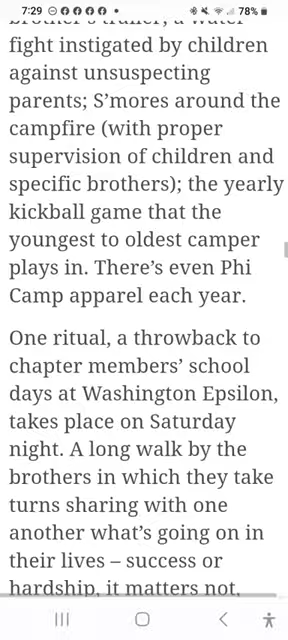 7:29
78%
brother's trailer; a water
fight instigated by children
against unsuspecting
parents; S’mores around the
campfire (with proper
supervision of children and
specific brothers); the yearly
kickball game that the
youngest to oldest camper
plays in. There’s even Phi
Camp apparel each year.
One ritual, a throwback to
chapter members’ school
days at Washington Epsilon,
takes place on Saturday
night. A long walk by the
brothers in which they take
turns sharing with one
another what’s going on in
their lives – success or
hardship, it matters not,